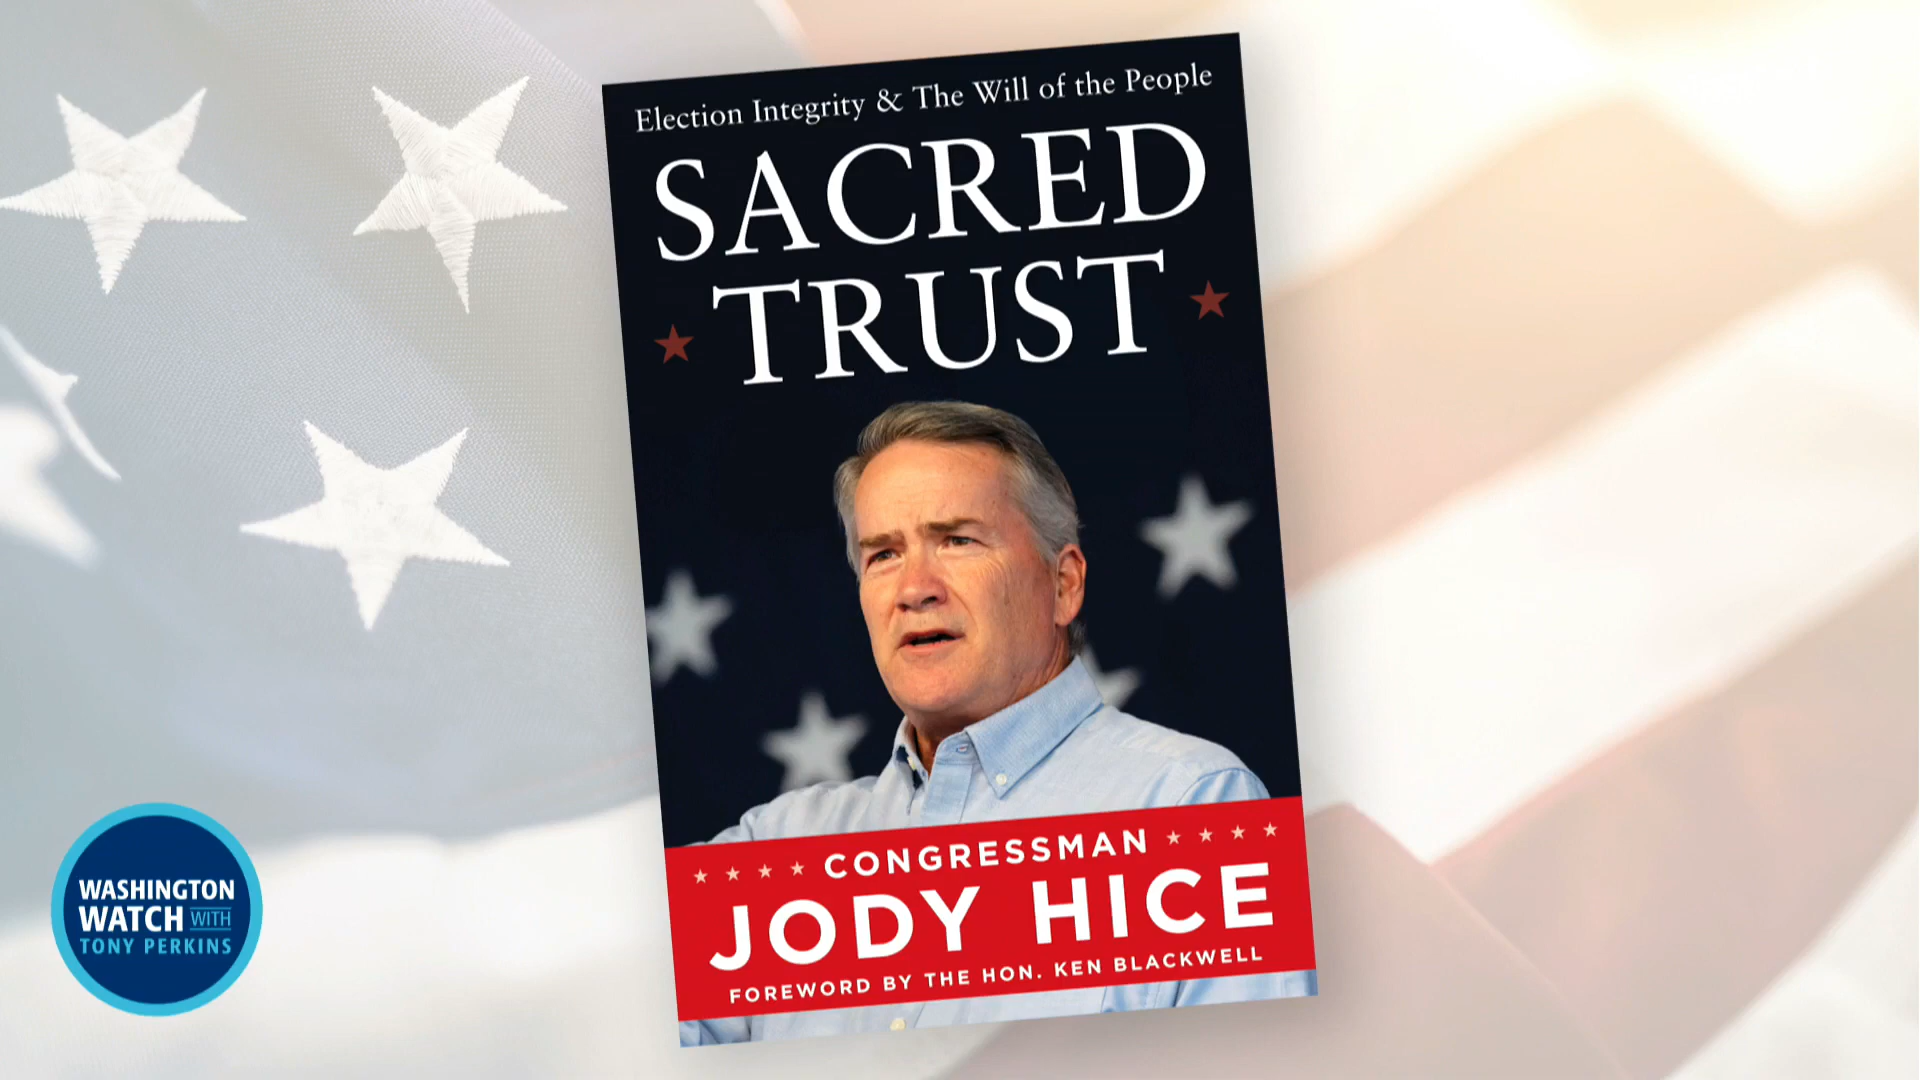 Election Integrity & The Will of the People
SACRED
TRUST
CONGRESSMAN
JODY HICE
FOREWORD BY THE HON. KEN BLACKWELL
WASHINGTON
WATCH WITH
TONY PERKINS